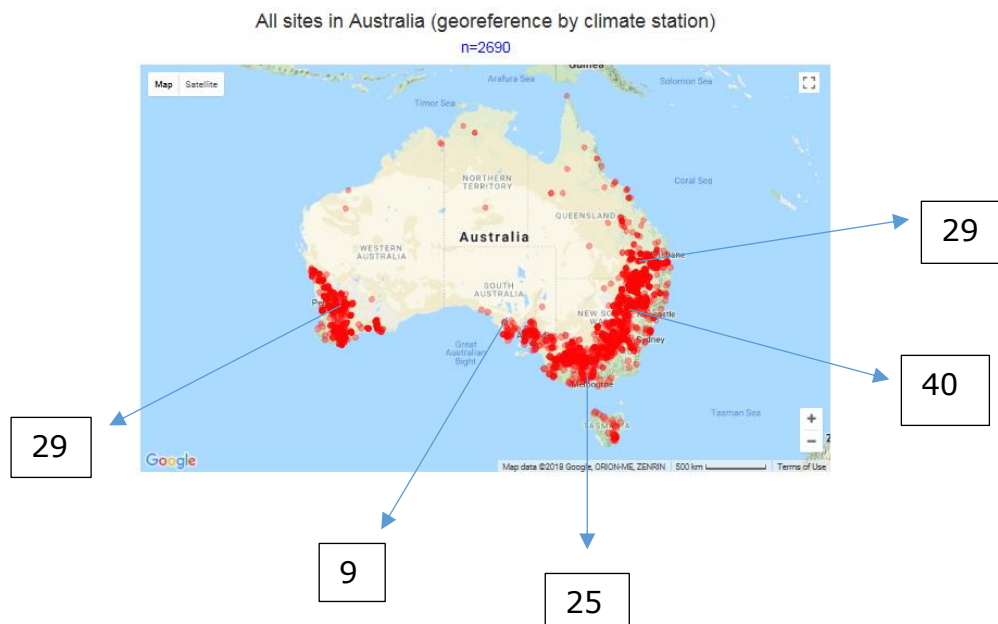 All sites in Australia (georeference by climate station)
n=2690
Guinea
Map Satellite
Arafura Sea
Solomon Sea
Timor Sea
NORTHERN
TERRITORY
Coral Sea
QUEENSLAND
29
Australia
WESTERN
AUSTRALIA
SOUTH
AUSTRALIA
NEW
Sydney
Great
Australian
Bight
40
Melbourne
29
Tasman Sea
Google
Map data ©2018 Google, ORION-ME, ZENRIN
500 km
Terms of Use
9
25